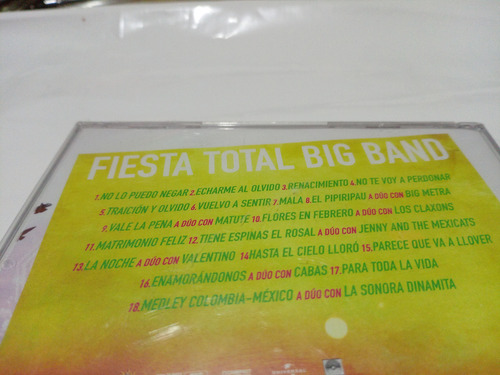 FIESTA TOTAL BIG BAND
1.NO LO PUEDO NEGAR 2.ECHARME AL OLVIDO 3.RENACIMIENTO 4.NO TE VOY A PERDONAR
5.TRAICIÓN Y OLVIDO 6.VUELVO A SENTIR 7.MALA 8.EL PIPIRIPAU A DÚO CON BIG METRA
9.VALE LA PENA A DÚO CON MATUTE 10.FLORES EN FEBRERO A DÚO CON LOS CLAXONS
11.MATRIMONIO FELIZ 12.TIENE ESPINAS EL ROSAL A DÚO CON JENNY AND THE MEXICATS
13.LA NOCHE A DÚO CON VALENTINO 14HASTA EL CIELO LLORÓ 15.PARECE QUE VA A LLOVER
16.ENAMORÁNDONOS A DÚO CON CABAS 17.PARA TODA LA VIDA
18.MEDLEY COLOMBIA-MÉXICO A DÚO CON LA SONORA DINAMITA